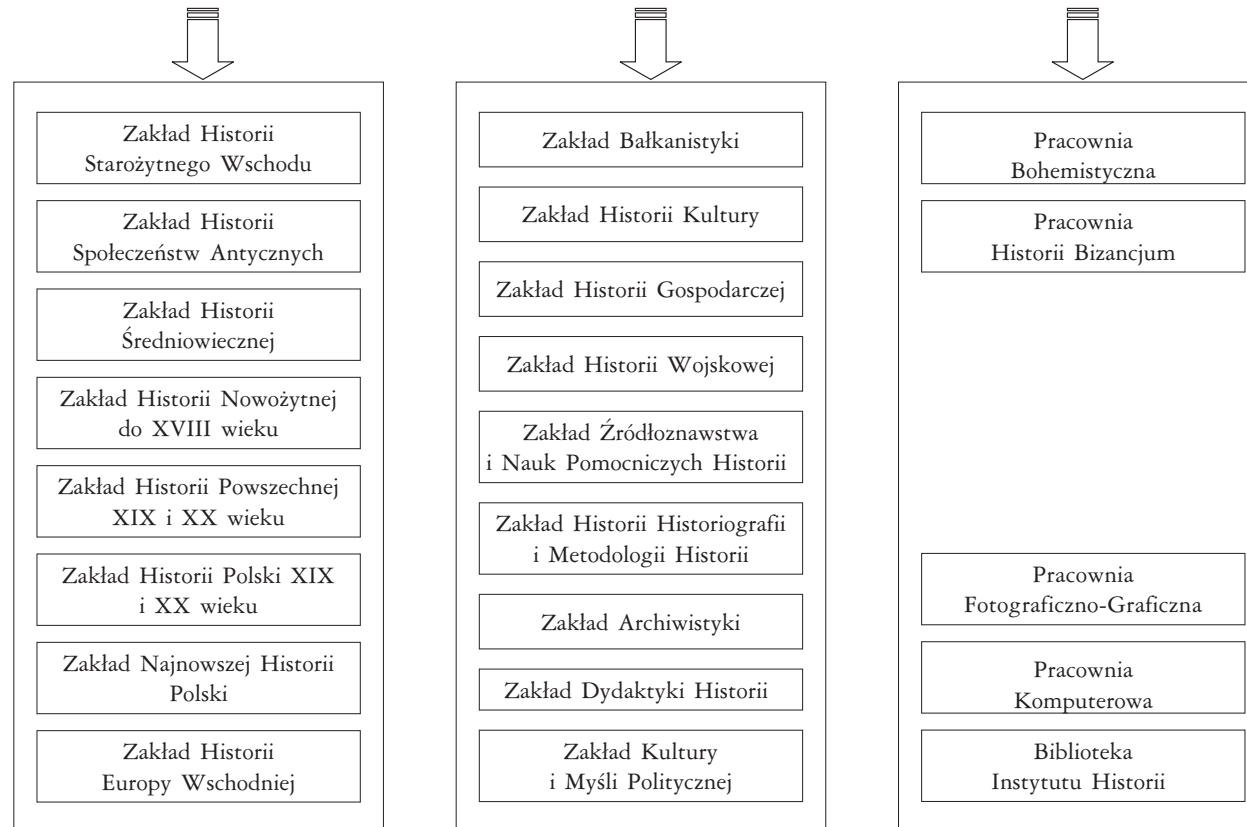 Zakład Historii
Starożytnego Wschodu
Zakład Historii
Społeczeństw Antycznych
Zakład Historii
Średniowiecznej
Zakład Historii Nowożytnej
do XVIII wieku
Zakład Historii Powszechnej
XIX i XX wieku
Zakład Historii Polski XIX
i XX wieku
Zakład Najnowszej Historii
Polski
Zakład Historii
Europy Wschodniej
Zakład Bałkanistyki
Zakład Historii Kultury
Zakład Historii Gospodarczej
Zakład Historii Wojskowej
Zakład Źródłoznawstwa
i Nauk Pomocniczych Historii
Zakład Historii Historiografii
i Metodologii Historii
Zakład Archiwistyki
Zakład Dydaktyki Historii
Zakład Kultury
i Myśli Politycznej
Pracownia
Bohemistyczna
Pracownia
Historii Bizancjum
Pracownia
Fotograficzno-Graficzna
Pracownia
Komputerowa
Biblioteka
Instytutu Historii